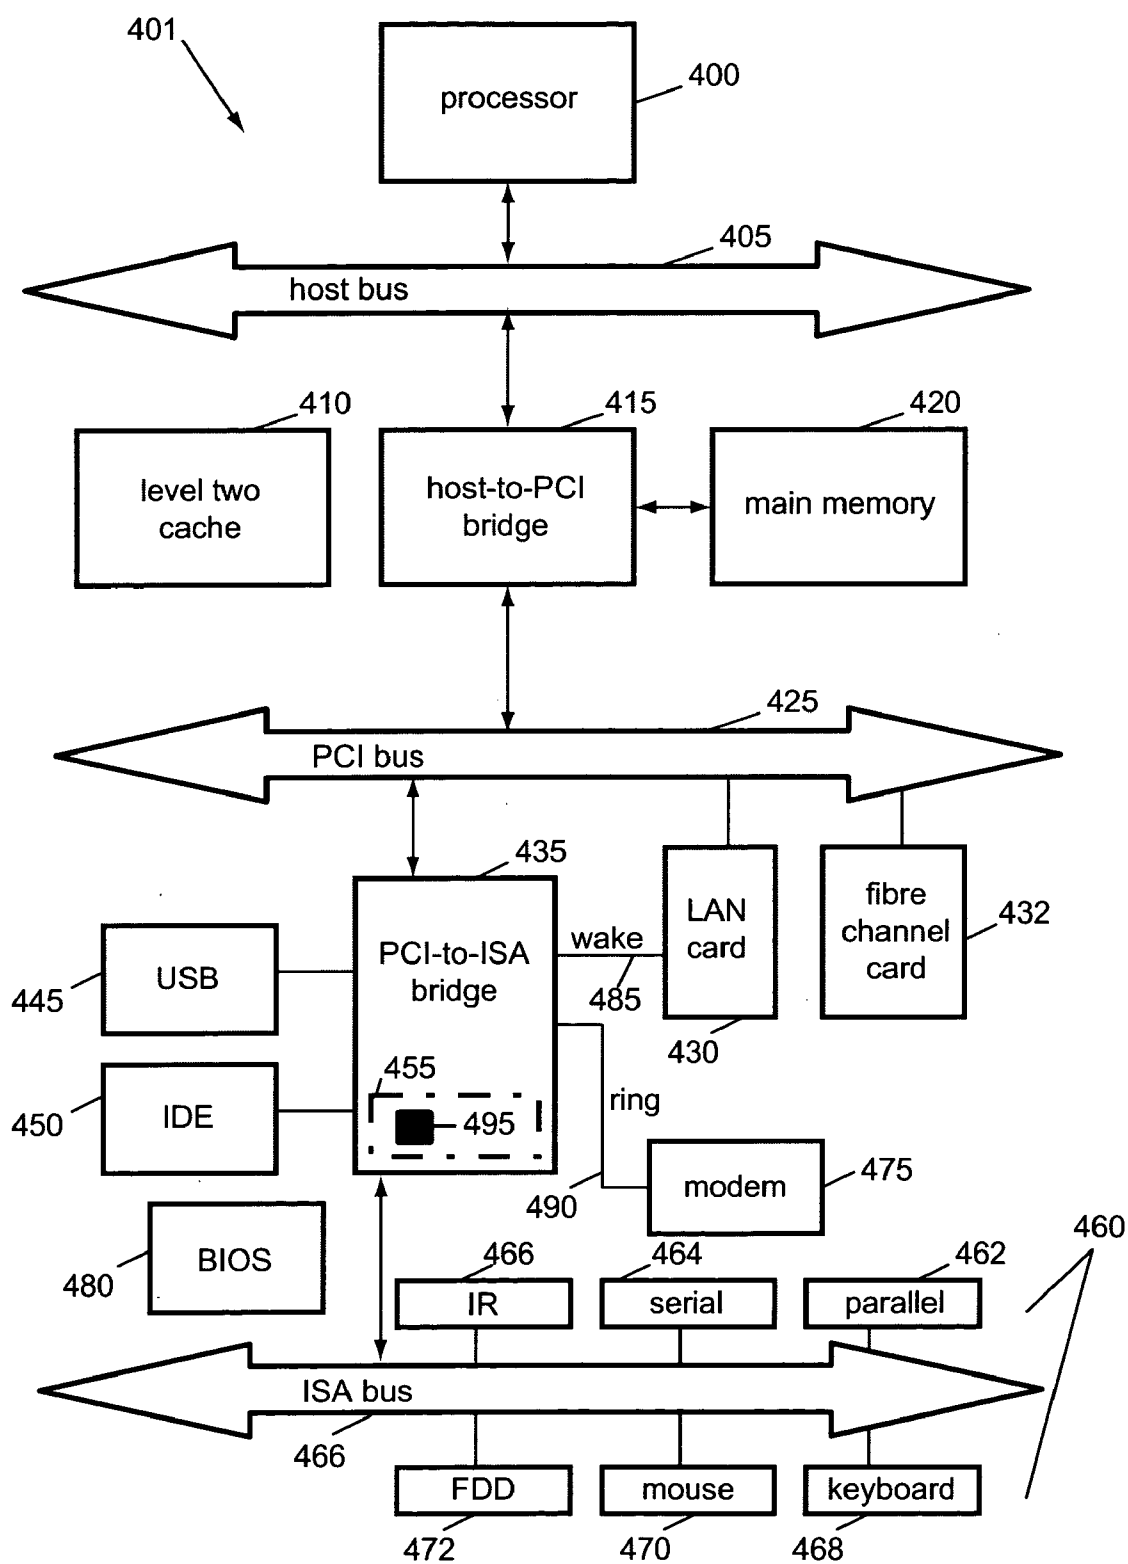 401
processor
400
405
host bus
410
415
420
level two
cache
host-to-PCI
bridge
main memory
425
PCI bus
435
LAN
card
fibre
channel
card
432
PCI-to-ISA
bridge
wake
485
430
USB
445
455
495
IDE
450
ring
490
modem
475
460
BIOS
480
466
464
462
IR
serial
parallel
ISA bus
466
FDD
mouse
keyboard
472
470
468